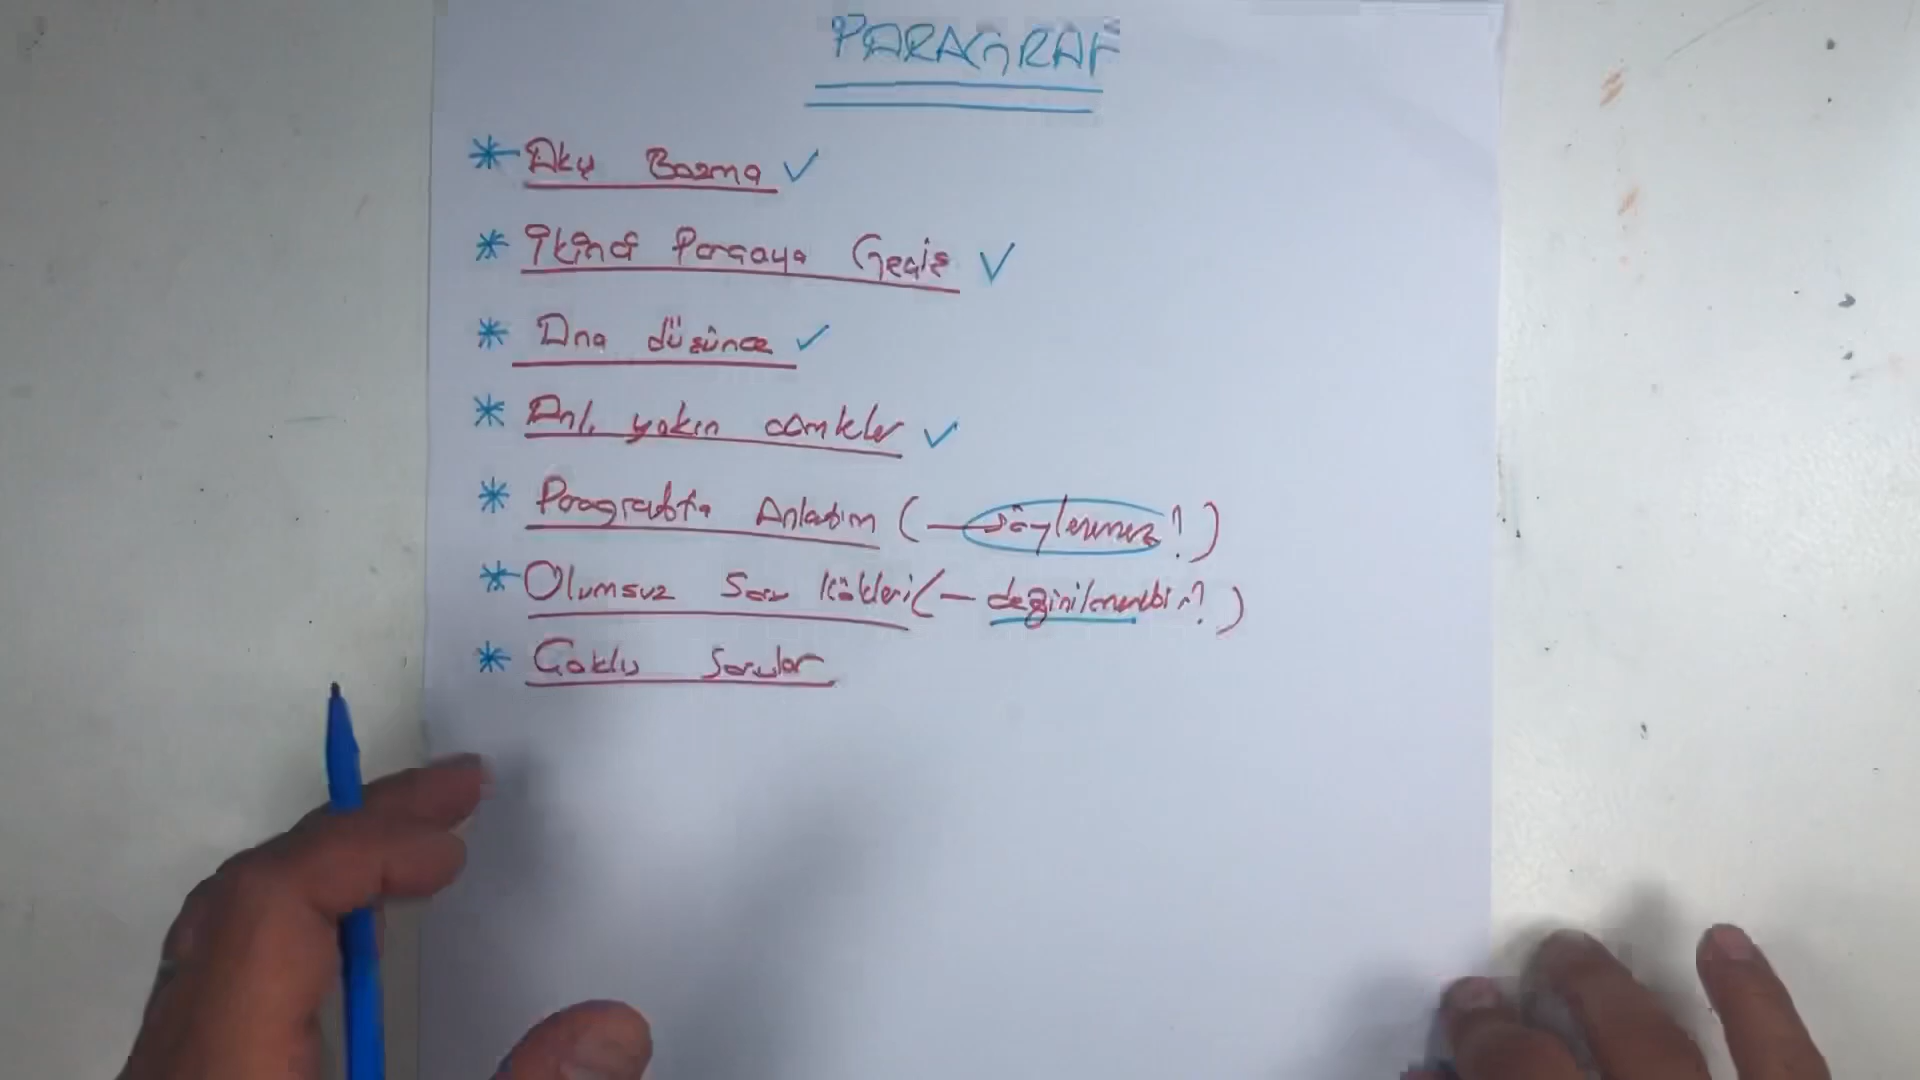 PARAGRAF
* Akış Bozma ✓
* İkinci Parçaya Geçiş ✓
* Ana düşünce ✓
* Anl. yakın cümleler ✓
* Paragrafta Anlatım ( — söylenemez? )
* Olumsuz Soru Kökleri ( — değinilmemiştir? )
* Çoklu Sorular